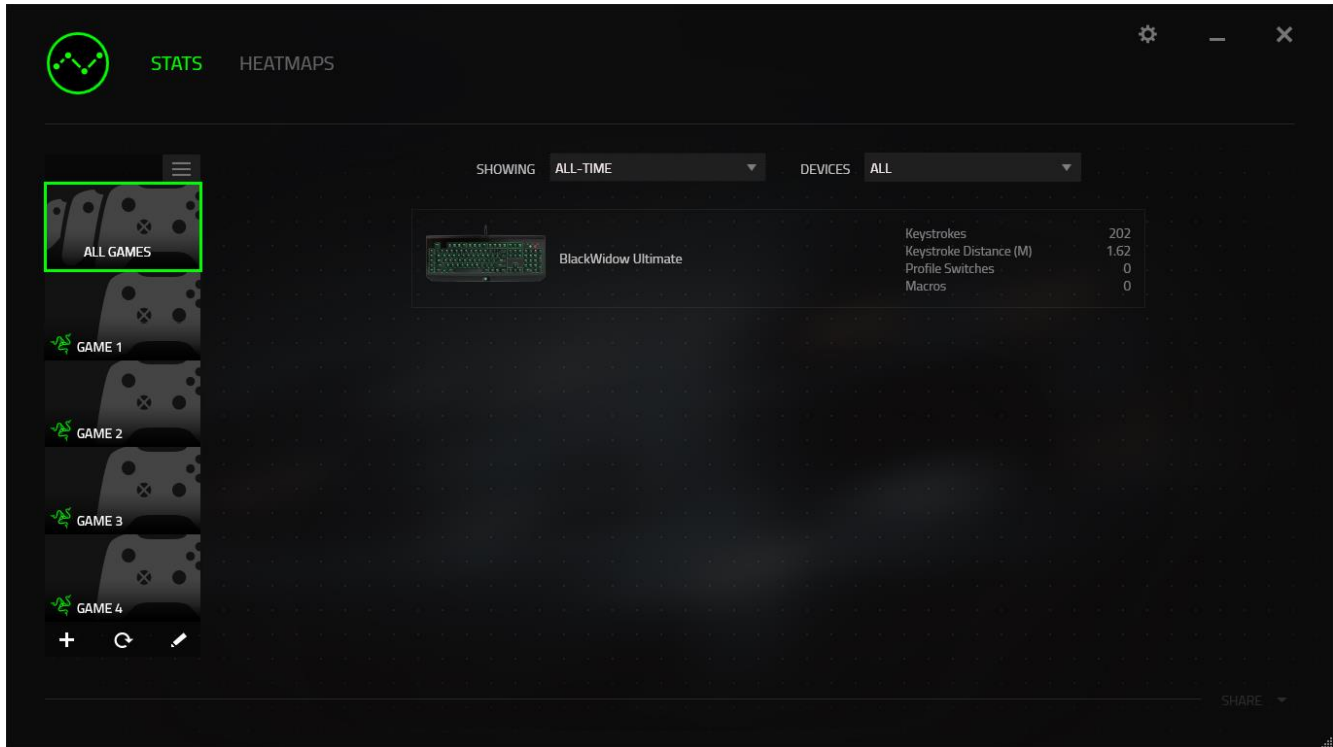 STATS HEATMAPS
SHOWING ALL-TIME DEVICES ALL
ALL GAMES
GAME 1
GAME 2
GAME 3
GAME 4
BlackWidow Ultimate
Keystrokes 202
Keystroke Distance (M) 1.62
Profile Switches 0
Macros 0
SHARE